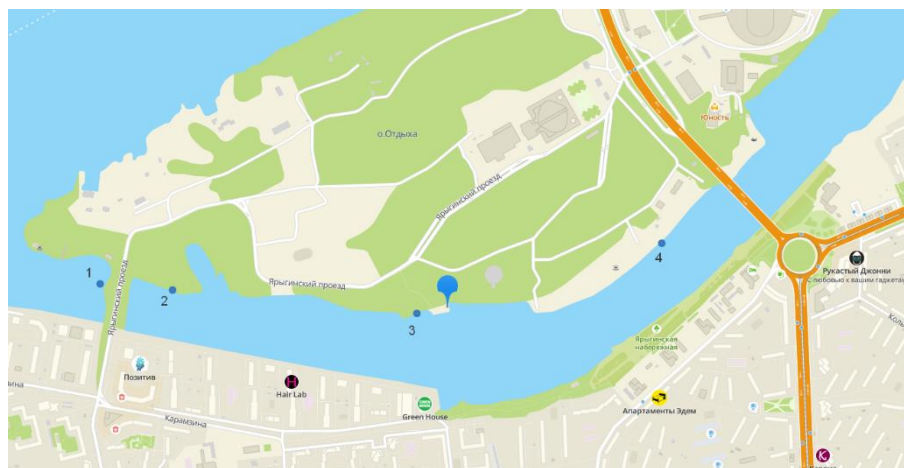 о.Отдыха
Юность
Ярыгинский проезд
1
2
4
Ярыгинский проезд
Ярыгинский проезд
3
Рукастый Джонни
С любовью к вашим гаджетам
Ярыгинская
набережная
Позитив
Hair Lab
Green House
Апартаменты Эдем
Карамзина